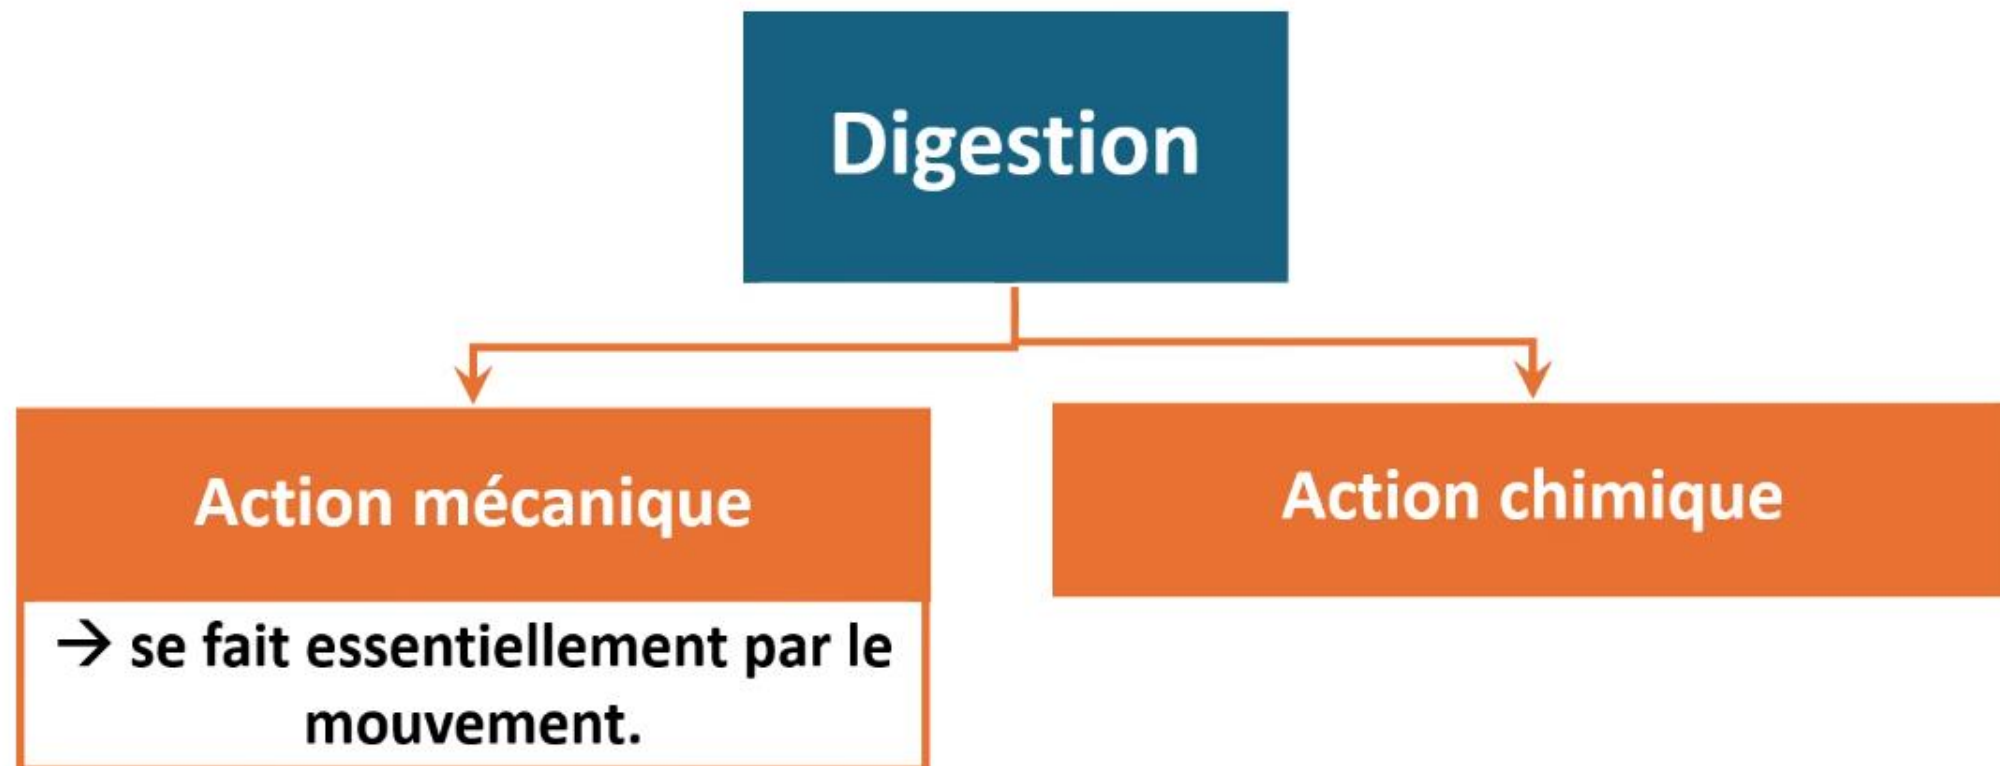 Digestion
Action mécanique
Action chimique
→ se fait essentiellement par le
mouvement.